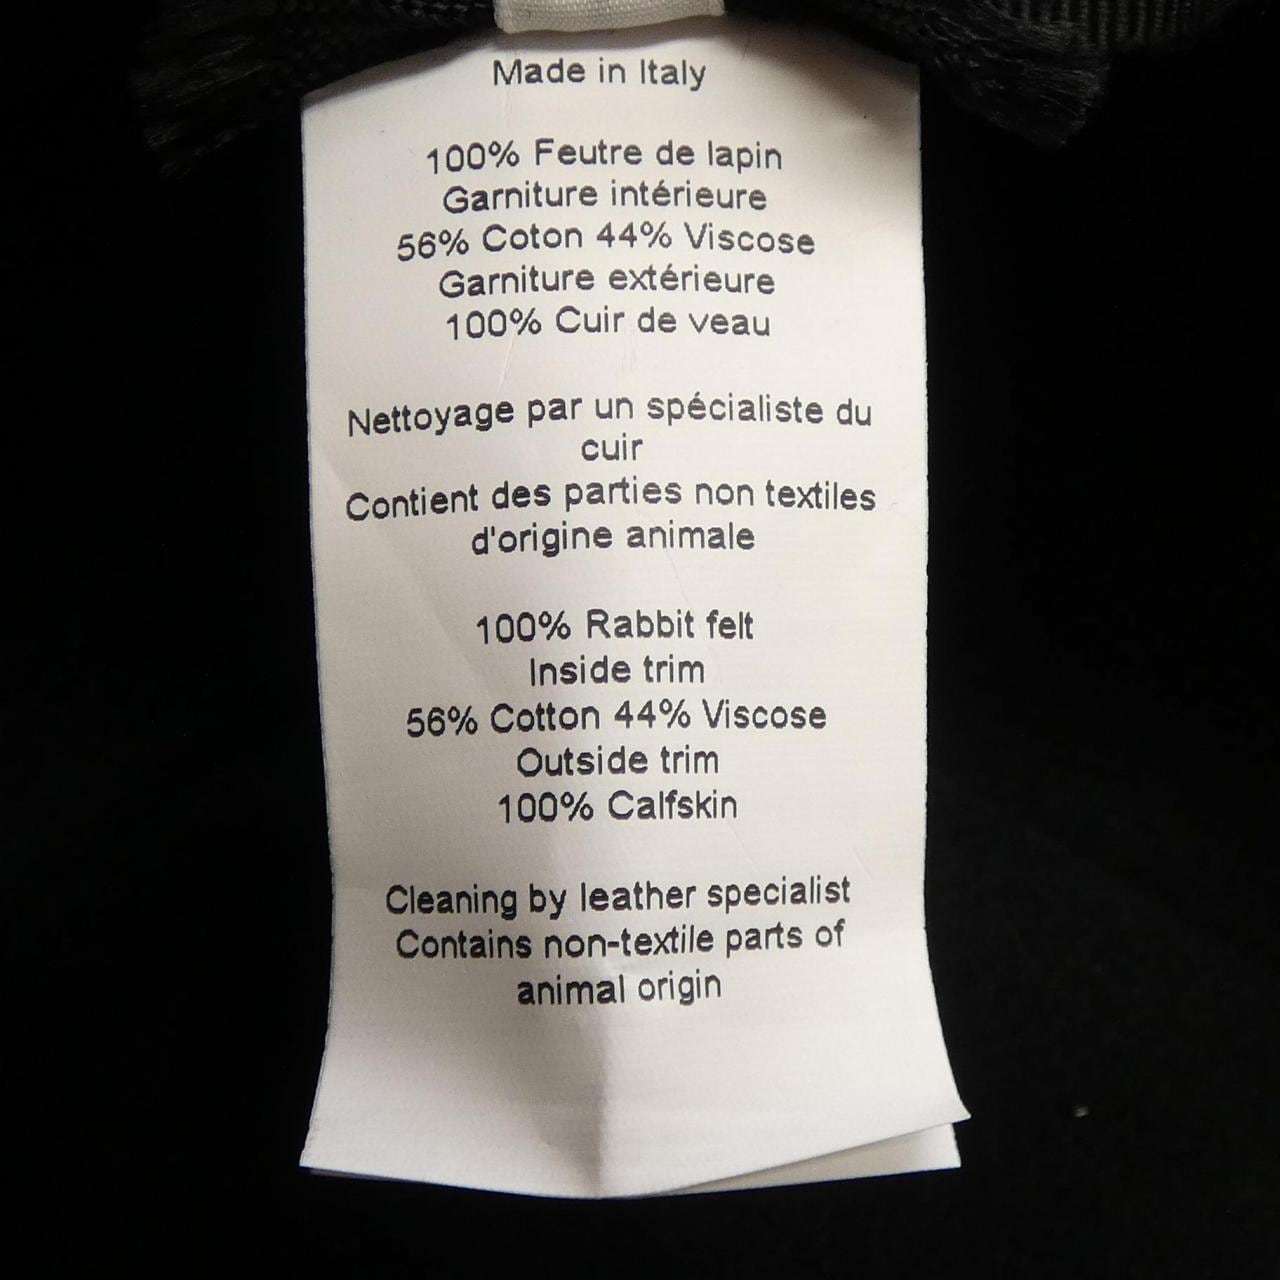 Made in Italy
100% Feutre de lapin
Garniture intérieure
56% Coton 44% Viscose
Garniture extérieure
100% Cuir de veau
Nettoyage par un spécialiste du
cuir
Contient des parties non textiles
d'origine animale
100% Rabbit felt
Inside trim
56% Cotton 44% Viscose
Outside trim
100% Calfskin
Cleaning by leather specialist
Contains non-textile parts of
animal origin